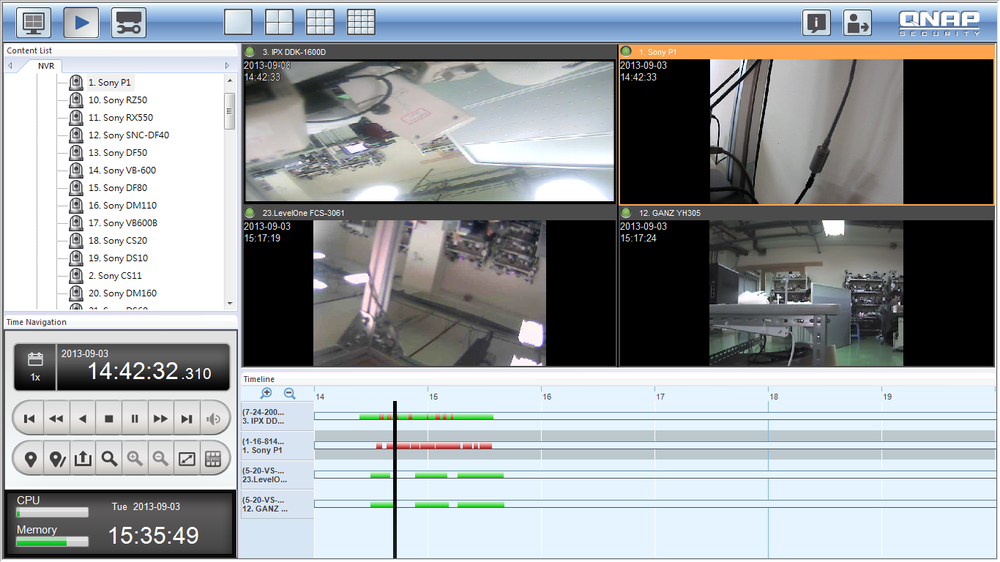 QNAP
SECURITY
Content List
NVR
1. Sony P1
10. Sony RZ50
11. Sony RX550
12. Sony SNC-DF40
13. Sony DF50
14. Sony VB-600
15. Sony DF80
16. Sony DM110
17. Sony VB600B
18. Sony CS20
19. Sony DS10
2. Sony CS11
20. Sony DM160
3. IPX DDK-1600D
2013-09-03
14:42:33
1. Sony P1
2013-09-03
14:42:33
23.LevelOne FCS-3061
2013-09-03
15:17:19
12. GANZ YH305
2013-09-03
15:17:24
Time Navigation
2013-09-03
14:42:32.310
1x
Sync
CPU
Memory
Tue 2013-09-03
15:35:49
Timeline
14 15 16 17 18 19
(7-24-200...
3. IPX DD...
(1-16-814...
1. Sony P1
(5-20-VS-...
23.LevelO...
(5-20-VS-...
12. GANZ ...